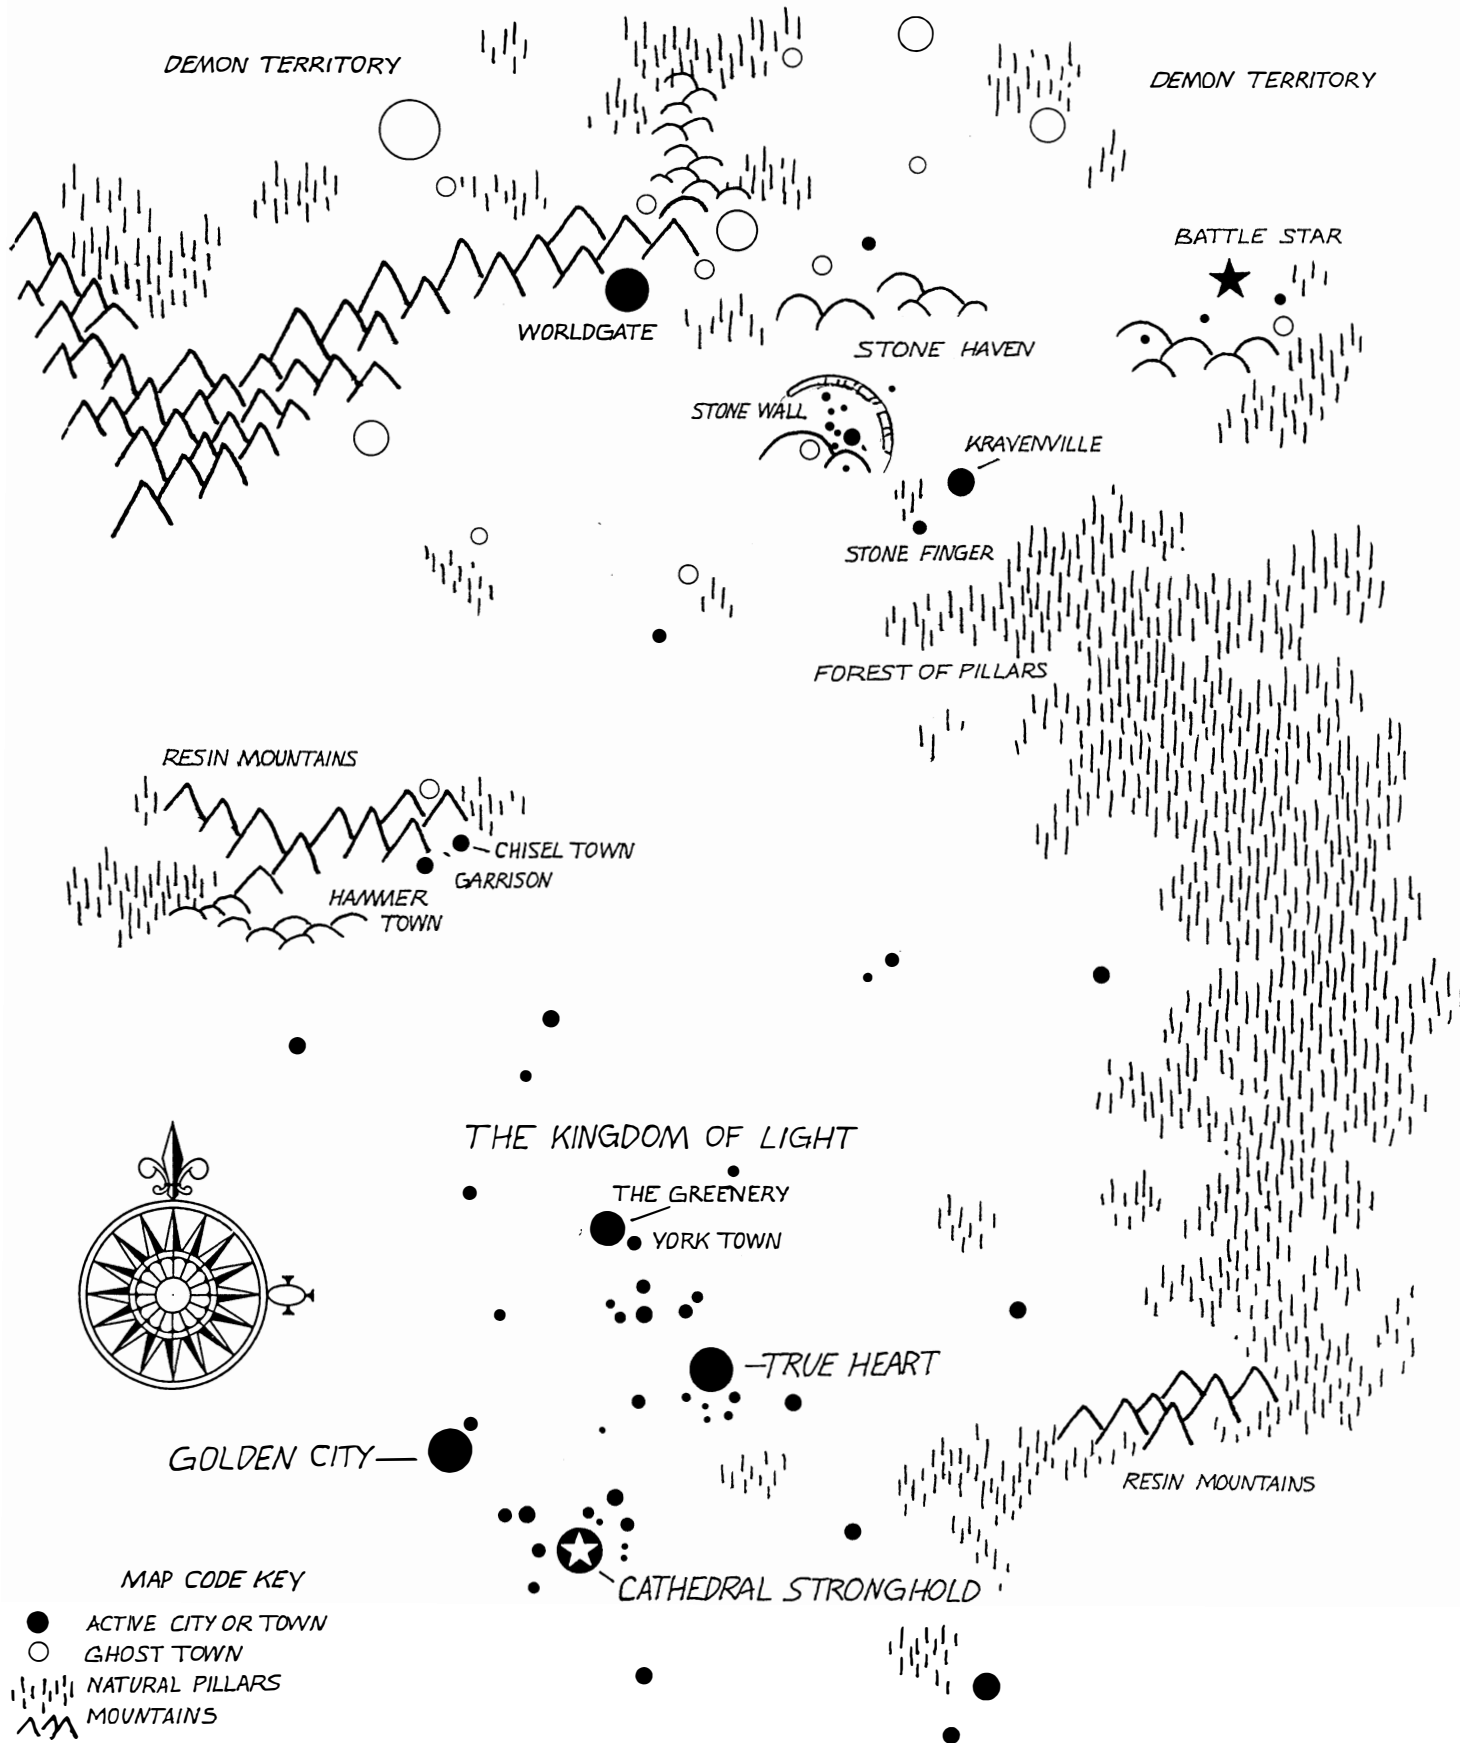 DEMON TERRITORY
DEMON TERRITORY
BATTLE STAR
WORLDGATE
STONE HAVEN
STONE WALL
KRAVENVILLE
STONE FINGER
FOREST OF PILLARS
RESIN MOUNTAINS
CHISEL TOWN
GARRISON
HAMMER
TOWN
THE KINGDOM OF LIGHT
THE GREENERY
YORK TOWN
TRUE HEART
GOLDEN CITY
RESIN MOUNTAINS
CATHEDRAL STRONGHOLD
MAP CODE KEY
ACTIVE CITY OR TOWN
GHOST TOWN
NATURAL PILLARS
MOUNTAINS